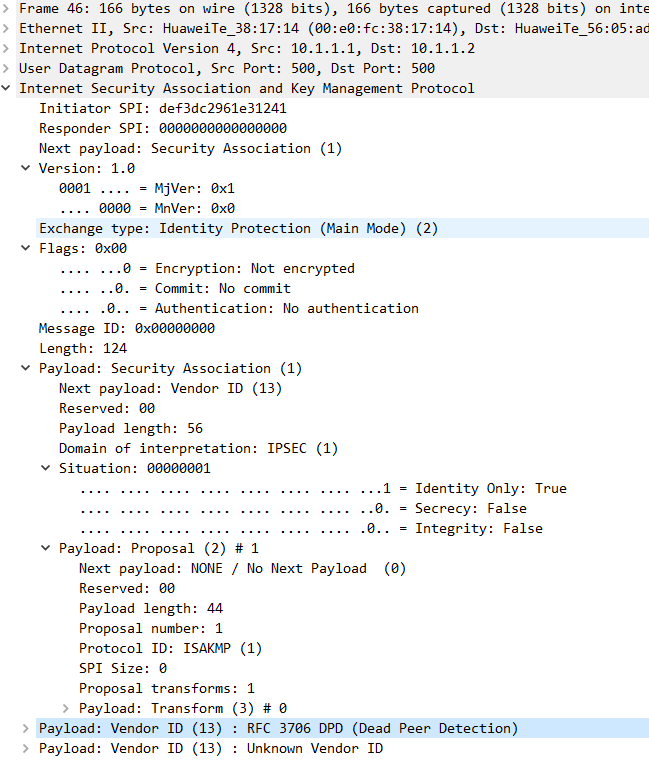 Frame 46: 166 bytes on wire (1328 bits), 166 bytes captured (1328 bits) on inte
Ethernet II, Src: HuaweiTe_38:17:14 (00:e0:fc:38:17:14), Dst: HuaweiTe_56:05:ad
Internet Protocol Version 4, Src: 10.1.1.1, Dst: 10.1.1.2
User Datagram Protocol, Src Port: 500, Dst Port: 500
Internet Security Association and Key Management Protocol
Initiator SPI: def3dc2961e31241
Responder SPI: 0000000000000000
Next payload: Security Association (1)
Version: 1.0
0001 .... = MjVer: 0x1
.... 0000 = MnVer: 0x0
Exchange type: Identity Protection (Main Mode) (2)
Flags: 0x00
.... ...0 = Encryption: Not encrypted
.... ..0. = Commit: No commit
.... .0.. = Authentication: No authentication
Message ID: 0x00000000
Length: 124
Payload: Security Association (1)
Next payload: Vendor ID (13)
Reserved: 00
Payload length: 56
Domain of interpretation: IPSEC (1)
Situation: 00000001
.... .... .... .... .... .... .... ...1 = Identity Only: True
.... .... .... .... .... .... .... ..0. = Secrecy: False
.... .... .... .... .... .... .... .0.. = Integrity: False
Payload: Proposal (2) # 1
Next payload: NONE / No Next Payload  (0)
Reserved: 00
Payload length: 44
Proposal number: 1
Protocol ID: ISAKMP (1)
SPI Size: 0
Proposal transforms: 1
Payload: Transform (3) # 0
Payload: Vendor ID (13) : RFC 3706 DPD (Dead Peer Detection)
Payload: Vendor ID (13) : Unknown Vendor ID